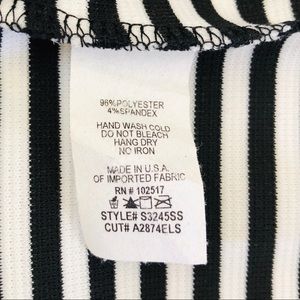 96%POLYESTER
4%SPANDEX
HAND WASH COLD
DO NOT BLEACH
HANG DRY
NO IRON
MADE IN U.S.A.
OF IMPORTED FABRIC
RN # 102517
STYLE# S3245SS
CUT# A2874ELS